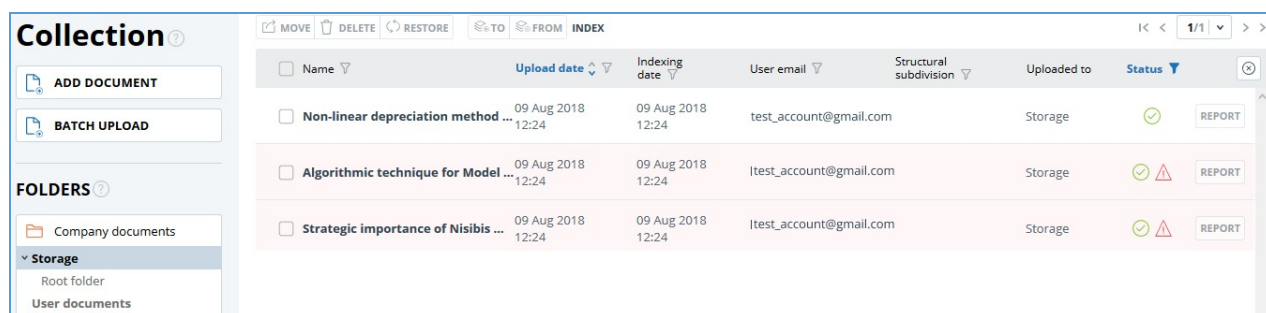 Collection
ADD DOCUMENT
BATCH UPLOAD
FOLDERS
Company documents
Storage
Root folder
User documents
MOVE DELETE RESTORE TO FROM INDEX 1/1
Name Upload date Indexing date User email Structural subdivision Uploaded to Status
Non-linear depreciation method ... 09 Aug 2018 12:24 09 Aug 2018 12:24 test_account@gmail.com Storage REPORT
Algorithmic technique for Model ... 09 Aug 2018 12:24 09 Aug 2018 12:24 ltest_account@gmail.com Storage REPORT
Strategic importance of Nisibis ... 09 Aug 2018 12:24 09 Aug 2018 12:24 ltest_account@gmail.com Storage REPORT